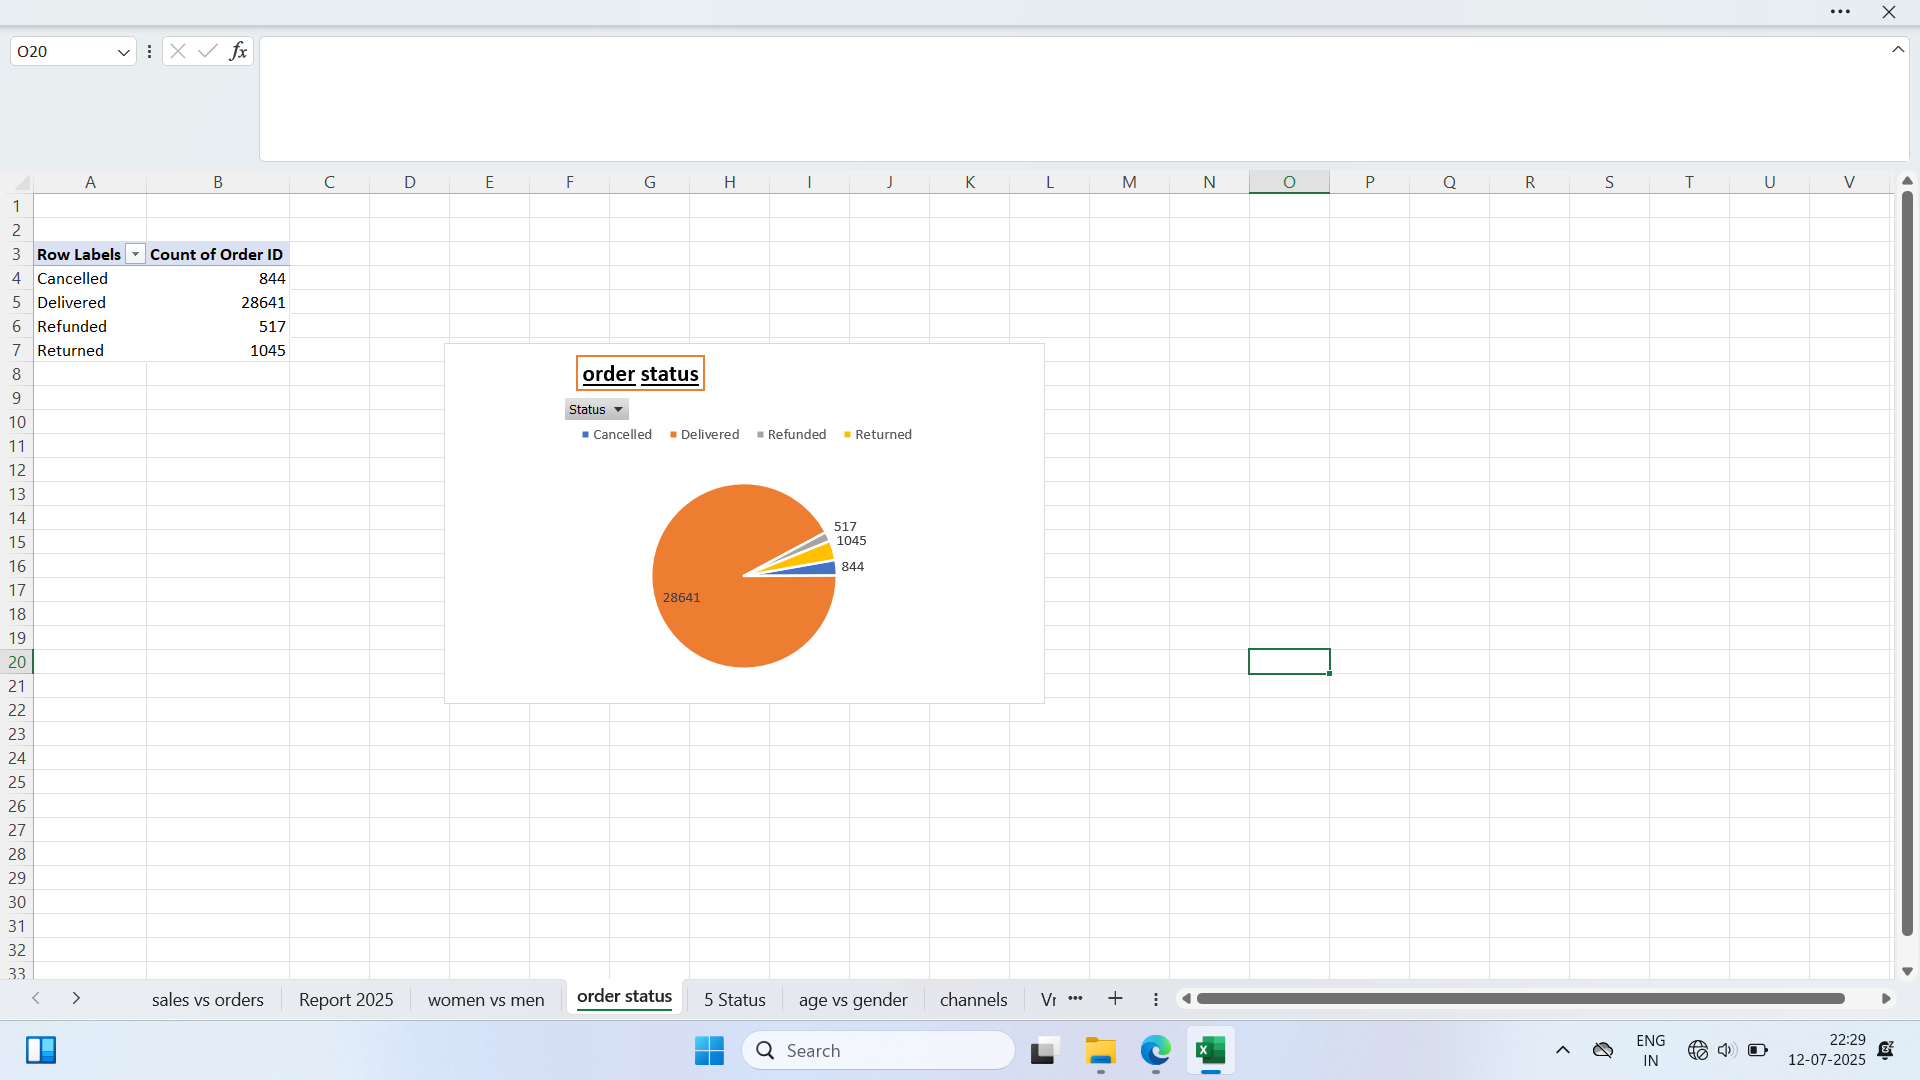 O20
fx
A B C D E F G H I J K L M N O P Q R S T U V
1
2
3 Row Labels Count of Order ID
4 Cancelled 844
5 Delivered 28641
6 Refunded 517
7 Returned 1045
8
9
10
11
12
13
14
15
16
17
18
19
20
21
22
23
24
25
26
27
28
29
30
31
32
33
order status
Status
Cancelled Delivered Refunded Returned
517
1045
844
28641
sales vs orders Report 2025 women vs men order status 5 Status age vs gender channels
Search
ENG
IN
22:29
12-07-2025